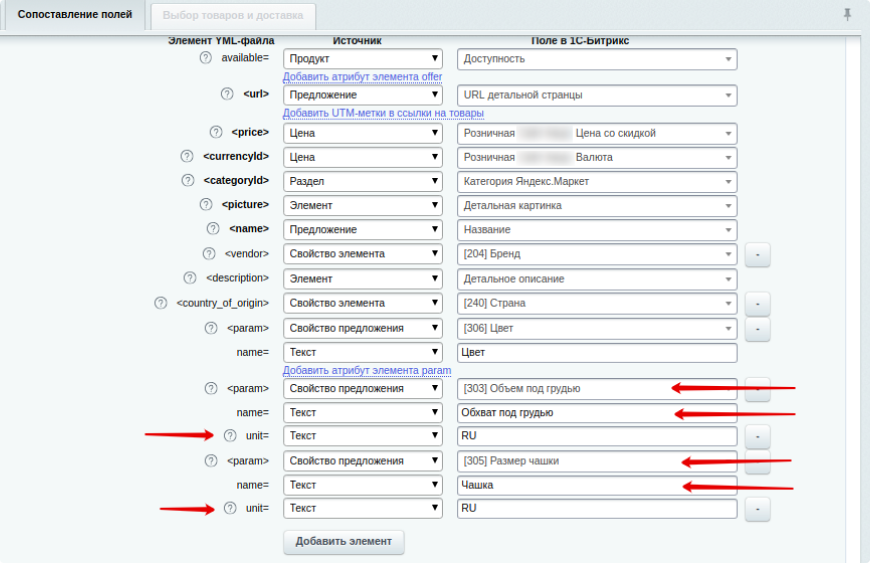 Сопоставление полей Выбор товаров и доставка
Элемент YML-файла Источник Поле в 1С-Битрикс
? available= Продукт Доступность
Добавить атрибут элемента offer
? <url> Предложение URL детальной странцы
Добавить UTM-метки в ссылки на товары
? <price> Цена Розничная Цена со скидкой
? <currencyId> Цена Розничная Валюта
? <categoryId> Раздел Категория Яндекс.Маркет
? <picture> Элемент Детальная картинка
? <name> Предложение Название
? <vendor> Свойство элемента [204] Бренд -
? <description> Элемент Детальное описание
? <country_of_origin> Свойство элемента [240] Страна -
? <param> Свойство предложения [306] Цвет -
name= Текст Цвет
Добавить атрибут элемента param
? <param> Свойство предложения [303] Объем под грудью
name= Текст Обхват под грудью
? unit= Текст RU -
? <param> Свойство предложения [305] Размер чашки
name= Текст Чашка
? unit= Текст RU -
Добавить элемент